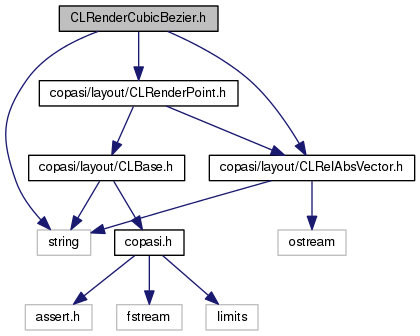 CLRenderCubicBezier.h
copasi/layout/CLRenderPoint.h
copasi/layout/CLBase.h
copasi/layout/CLRelAbsVector.h
string
copasi.h
ostream
assert.h
fstream
limits